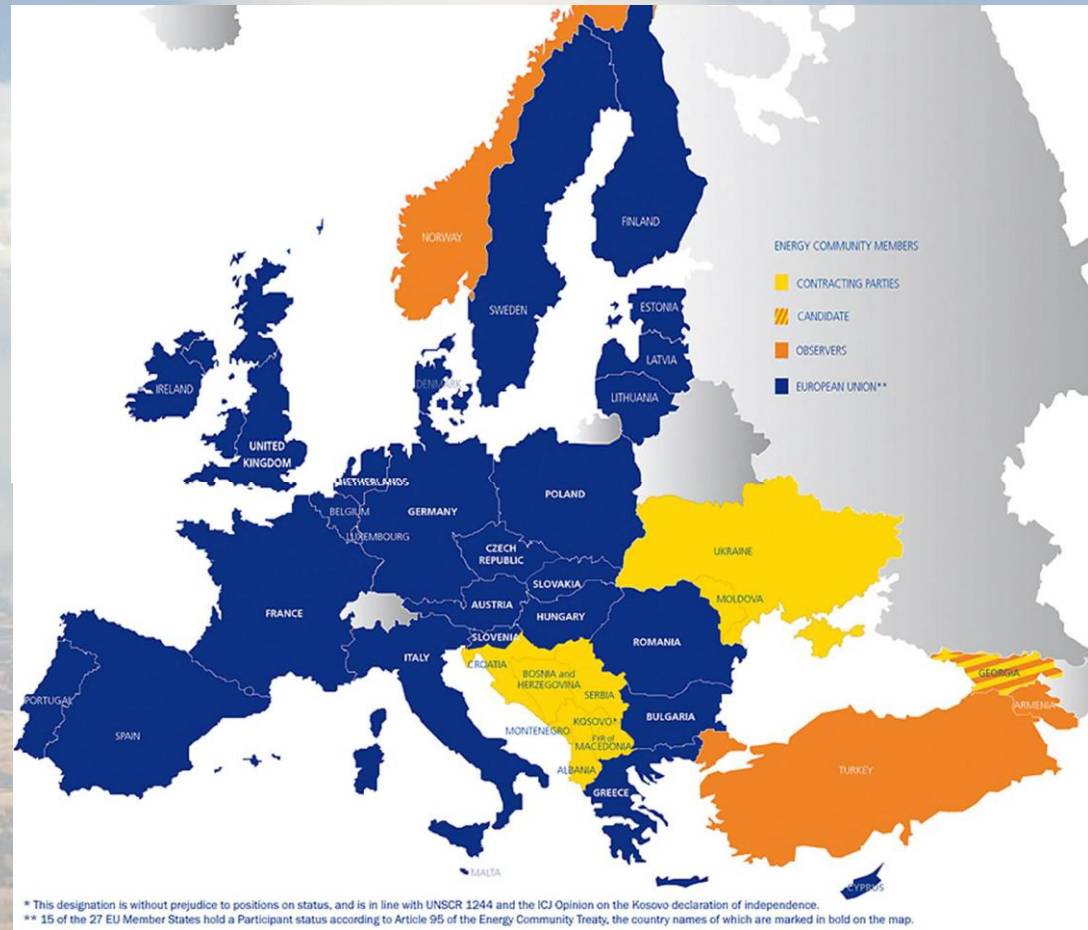 NORWAY
FINLAND
SWEDEN
ENERGY COMMUNITY MEMBERS
CONTRACTING PARTIES
CANDIDATE
OBSERVERS
EUROPEAN UNION**
ESTONIA
LATVIA
LITHUANIA
DENMARK
IRELAND
UNITED
KINGDOM
NETHERLANDS
BELGIUM
LUXEMBOURG
GERMANY
POLAND
CZECH
REPUBLIC
SLOVAKIA
UKRAINE
MOLDOVA
FRANCE
AUSTRIA
HUNGARY
SLOVENIA
ITALY
ROMANIA
CROATIA
BOSNIA and
HERZEGOVINA
SERBIA
GEORGIA
ARMENIA
PORTUGAL
SPAIN
MONTENEGRO
KOSOVO*
BULGARIA
FYR of
MACEDONIA
ALBANIA
GREECE
TURKEY
MALTA
CYPRUS
* This designation is without prejudice to positions on status, and is in line with UNSCR 1244 and the ICJ Opinion on the Kosovo declaration of independence.
** 15 of the 27 EU Member States hold a Participant status according to Article 95 of the Energy Community Treaty, the country names of which are marked in bold on the map.